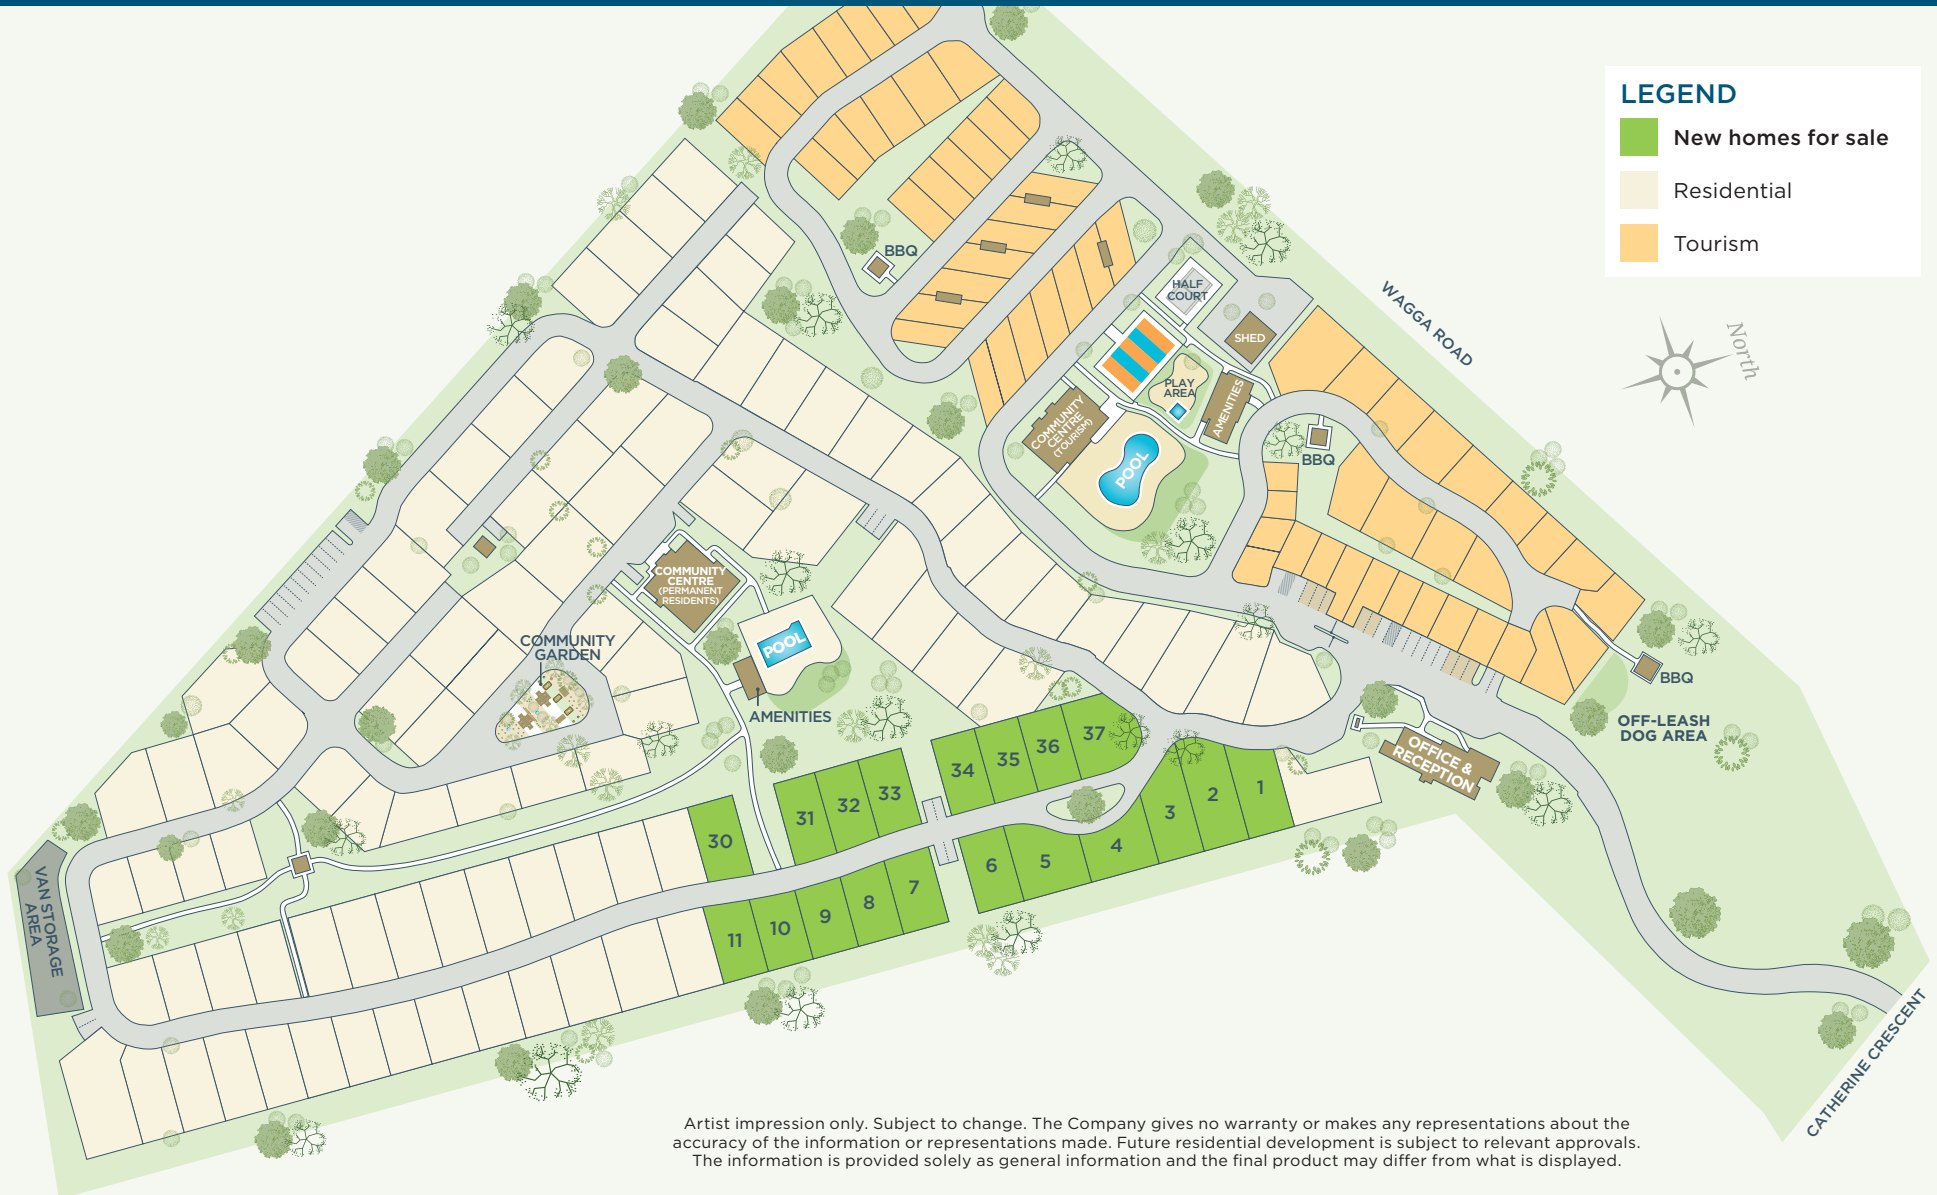 LEGEND
New homes for sale
Residential
Tourism
WAGGA ROAD
North
BBQ
HALF
COURT
SHED
PLAY
AREA
AMENITIES
COMMUNITY
CENTRE
(TOURISM)
POOL
BBQ
COMMUNITY
CENTRE
(PERMANENT
RESIDENTS)
COMMUNITY
GARDEN
POOL
AMENITIES
BBQ
OFF-LEASH
DOG AREA
OFFICE &
RECEPTION
37
36
35
34
33
32
31
30
1
2
3
4
5
6
7
8
9
10
11
VAN STORAGE
AREA
CATHERINE CRESCENT
Artist impression only. Subject to change. The Company gives no warranty or makes any representations about the
accuracy of the information or representations made. Future residential development is subject to relevant approvals.
The information is provided solely as general information and the final product may differ from what is displayed.